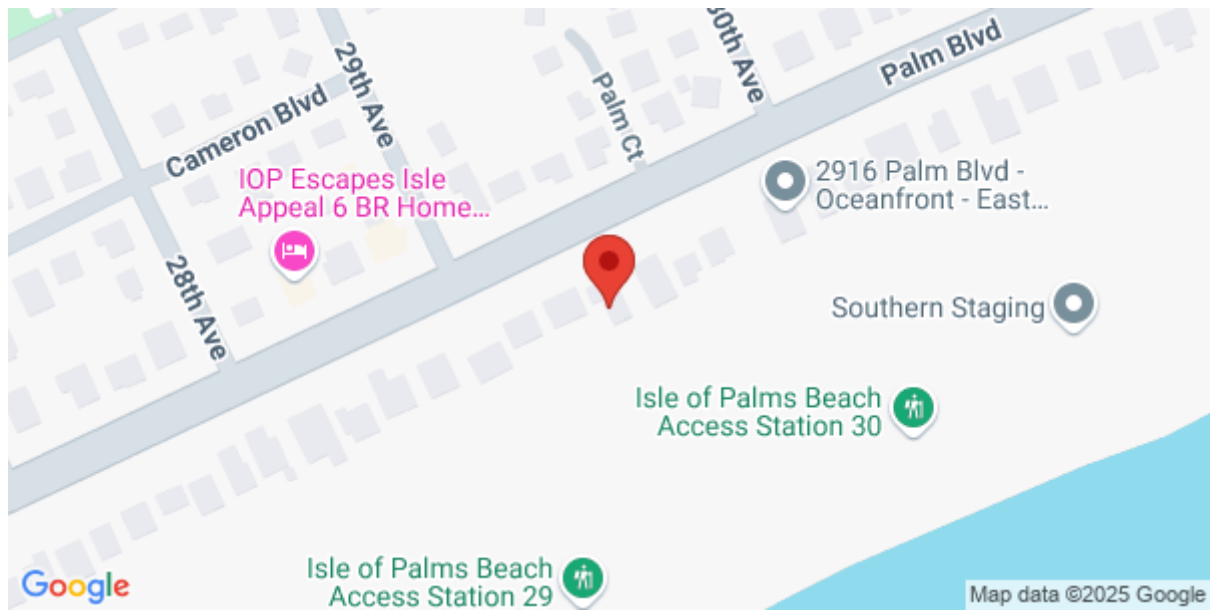 30th Ave
Palm Blvd
29th Ave
Cameron Blvd
Palm Ct
IOP Escapes Isle
Appeal 6 BR Home...
2916 Palm Blvd -
Oceanfront - East...
28th Ave
Southern Staging
Isle of Palms Beach
Access Station 30
Isle of Palms Beach
Access Station 29
Google
Map data ©2025 Google